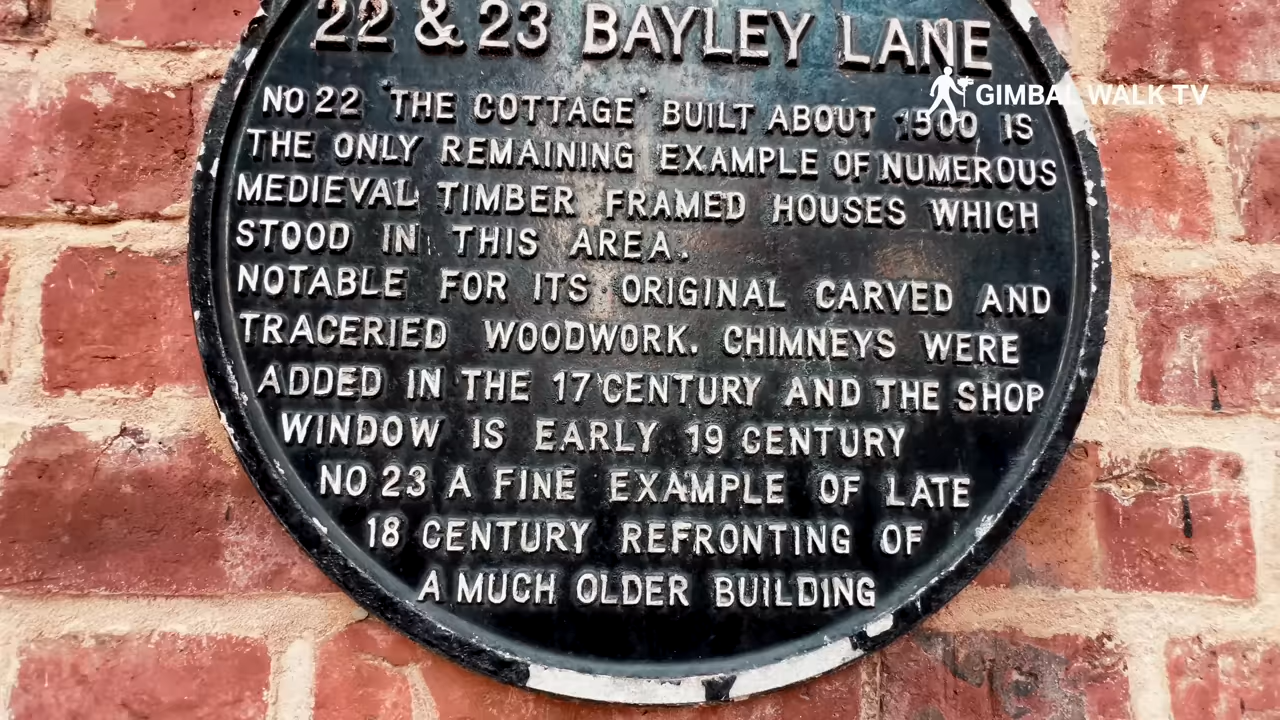 22 & 23 BAYLEY LANE
NO 22 'THE COTTAGE' BUILT ABOUT 1500 IS
THE ONLY REMAINING EXAMPLE OF NUMEROUS
MEDIEVAL TIMBER FRAMED HOUSES WHICH
STOOD IN THIS AREA.
NOTABLE FOR ITS ORIGINAL CARVED AND
TRACERIED WOODWORK. CHIMNEYS WERE
ADDED IN THE 17 CENTURY AND THE SHOP
WINDOW IS EARLY 19 CENTURY
NO 23 A FINE EXAMPLE OF LATE
18 CENTURY REFRONTING OF
A MUCH OLDER BUILDING
GIMBAL WALK TV